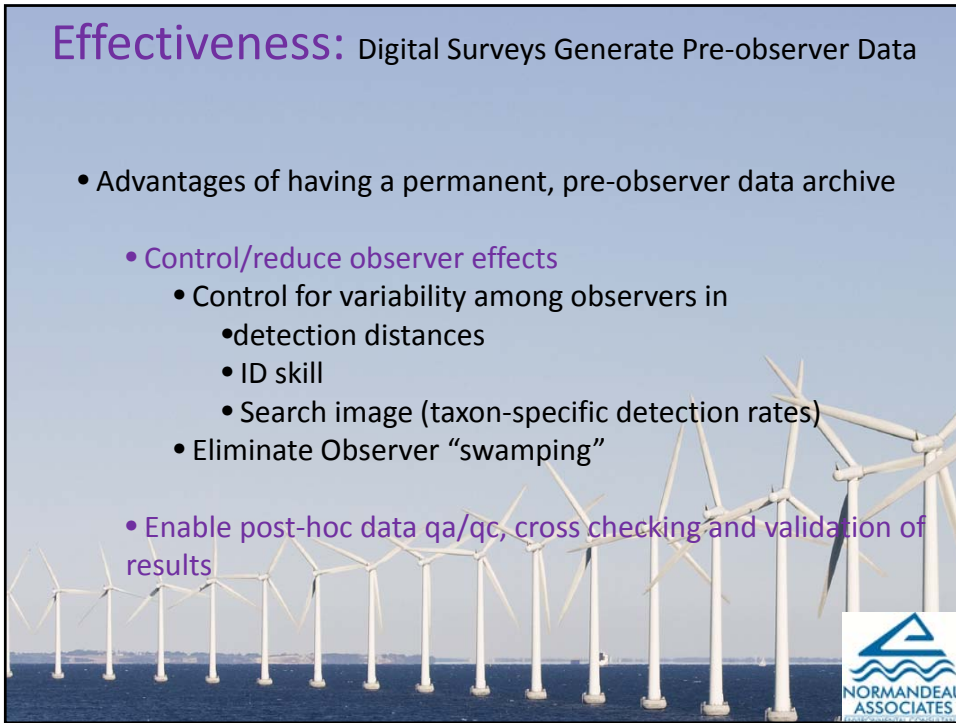 Effectiveness: Digital Surveys Generate Pre-observer Data
• Advantages of having a permanent, pre-observer data archive
• Control/reduce observer effects
• Control for variability among observers in
•detection distances
• ID skill
• Search image (taxon-specific detection rates)
• Eliminate Observer “swamping”
• Enable post-hoc data qa/qc, cross checking and validation of
results
NORMANDEAU
ASSOCIATES